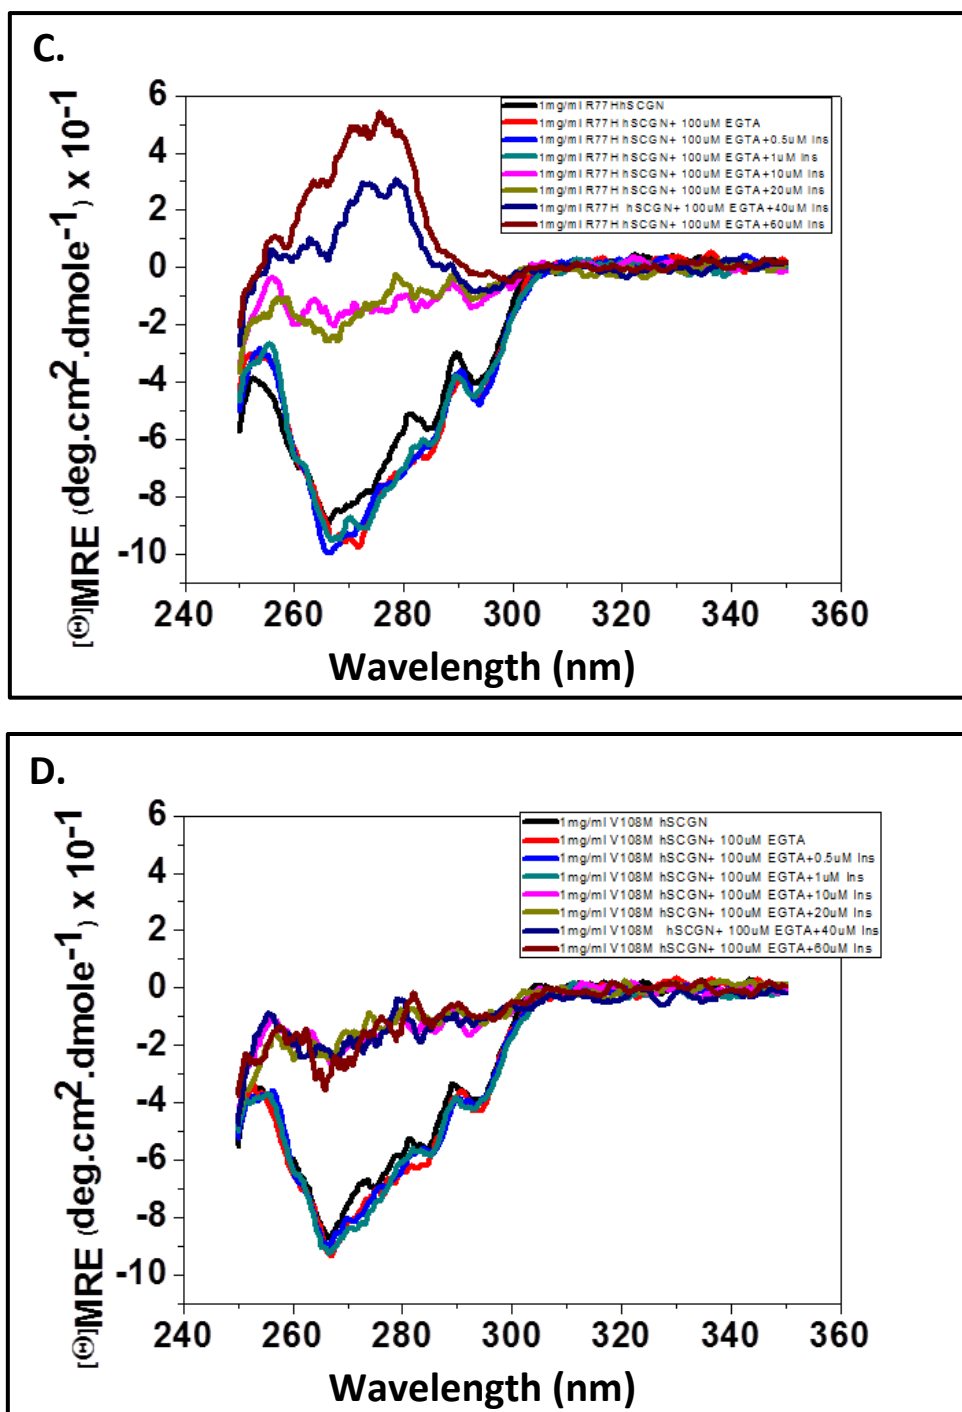 C.
[Θ]MRE (deg.cm².dmole⁻¹) x 10⁻¹
6
4
2
0
-2
-4
-6
-8
-10
1mg/ml R77HhSCGN
1mg/ml R77H hSCGN+ 100uM EGTA
1mg/ml R77H hSCGN+ 100uM EGTA+0.5uM Ins
1mg/ml R77H hSCGN+ 100uM EGTA+1uM Ins
1mg/ml R77H hSCGN+ 100uM EGTA+10uM Ins
1mg/ml R77H hSCGN+ 100uM EGTA+20uM Ins
1mg/ml R77H hSCGN+ 100uM EGTA+40uM Ins
1mg/ml R77H hSCGN+ 100uM EGTA+60uM Ins
240 260 280 300 320 340 360
Wavelength (nm)
D.
[Θ]MRE (deg.cm².dmole⁻¹) x 10⁻¹
6
4
2
0
-2
-4
-6
-8
-10
1mg/ml V108M hSCGN
1mg/ml V108M hSCGN+ 100uM EGTA
1mg/ml V108M hSCGN+ 100uM EGTA+0.5uM Ins
1mg/ml V108M hSCGN+ 100uM EGTA+1uM Ins
1mg/ml V108M hSCGN+ 100uM EGTA+10uM Ins
1mg/ml V108M hSCGN+ 100uM EGTA+20uM Ins
1mg/ml V108M hSCGN+ 100uM EGTA+40uM Ins
1mg/ml V108M hSCGN+ 100uM EGTA+60uM Ins
240 260 280 300 320 340 360
Wavelength (nm)